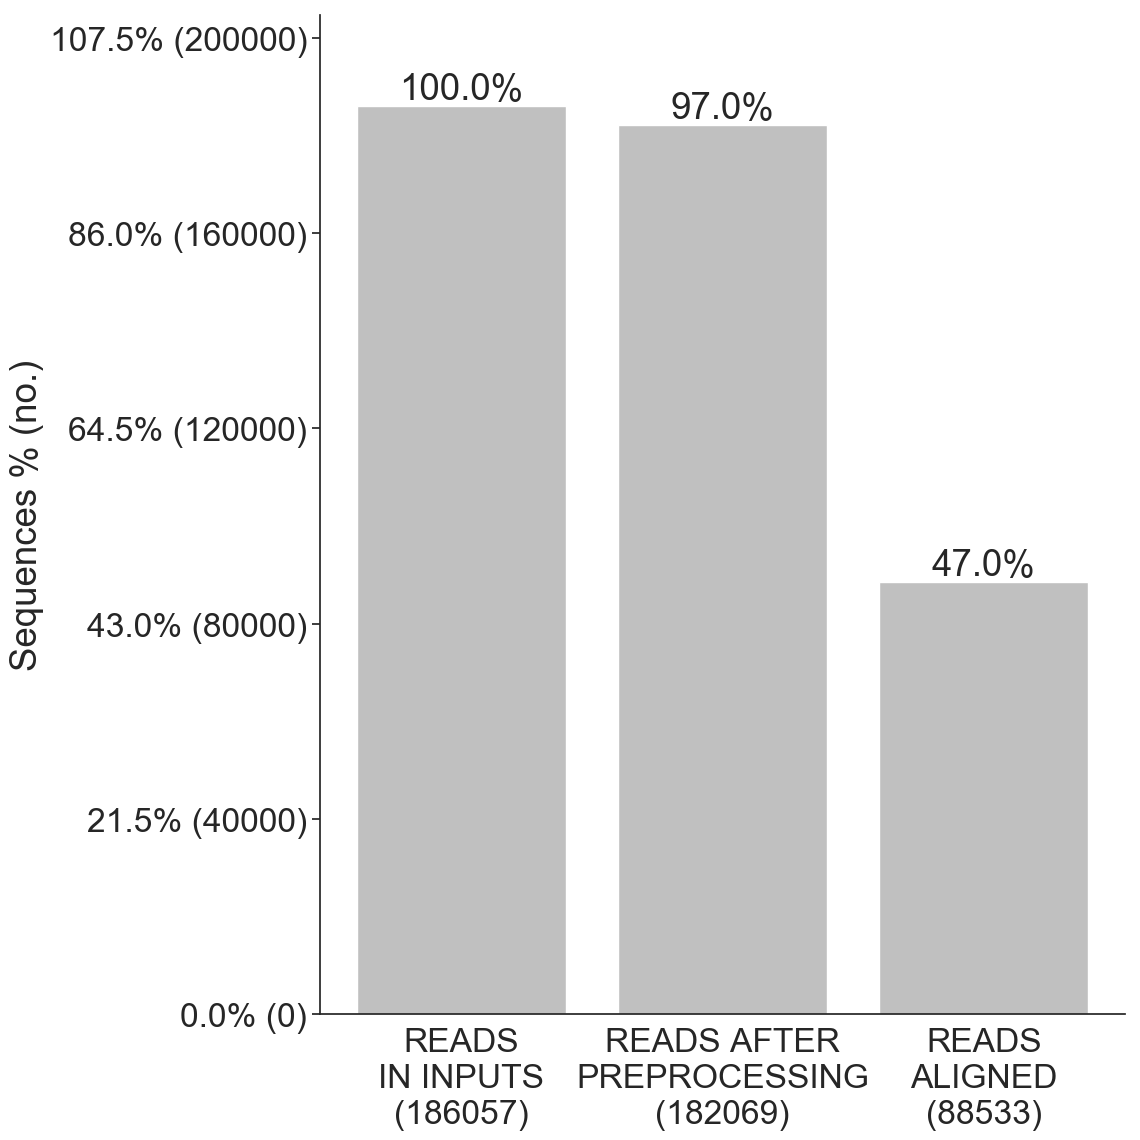 107.5% (200000)
86.0% (160000)
64.5% (120000)
43.0% (80000)
21.5% (40000)
0.0% (0)
Sequences % (no.)
100.0%
97.0%
47.0%
READS
IN INPUTS
(186057)
READS AFTER
PREPROCESSING
(182069)
READS
ALIGNED
(88533)